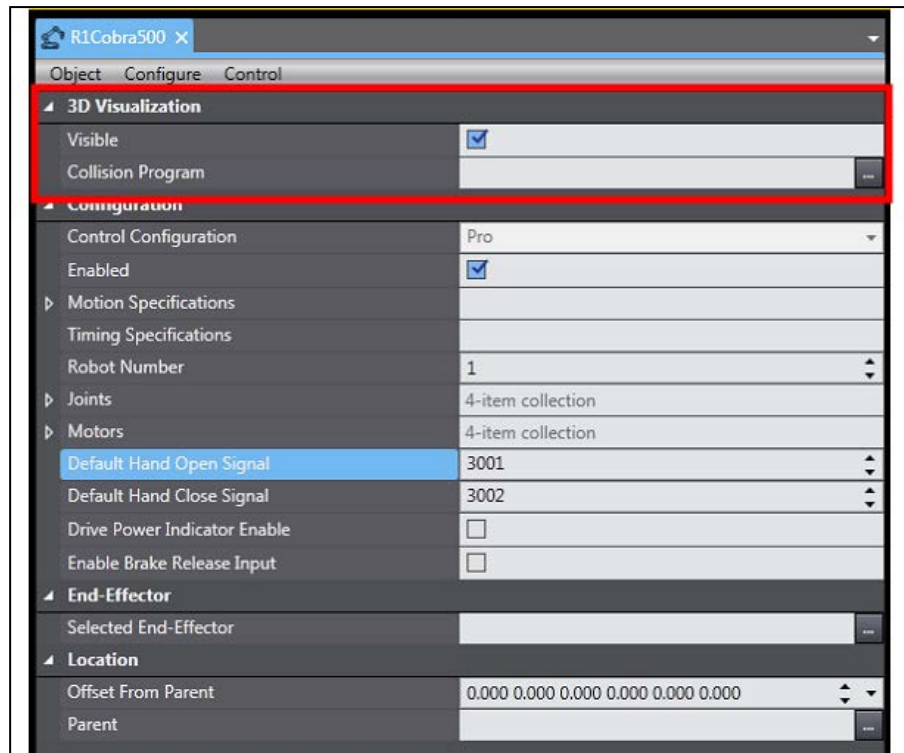 R1Cobra500
Object Configure Control
3D Visualization
Visible
Collision Program ...
Configuration
Control Configuration Pro
Enabled
Motion Specifications
Timing Specifications
Robot Number 1
Joints 4-item collection
Motors 4-item collection
Default Hand Open Signal 3001
Default Hand Close Signal 3002
Drive Power Indicator Enable
Enable Brake Release Input
End-Effector
Selected End-Effector ...
Location
Offset From Parent 0.000 0.000 0.000 0.000 0.000 0.000
Parent ...